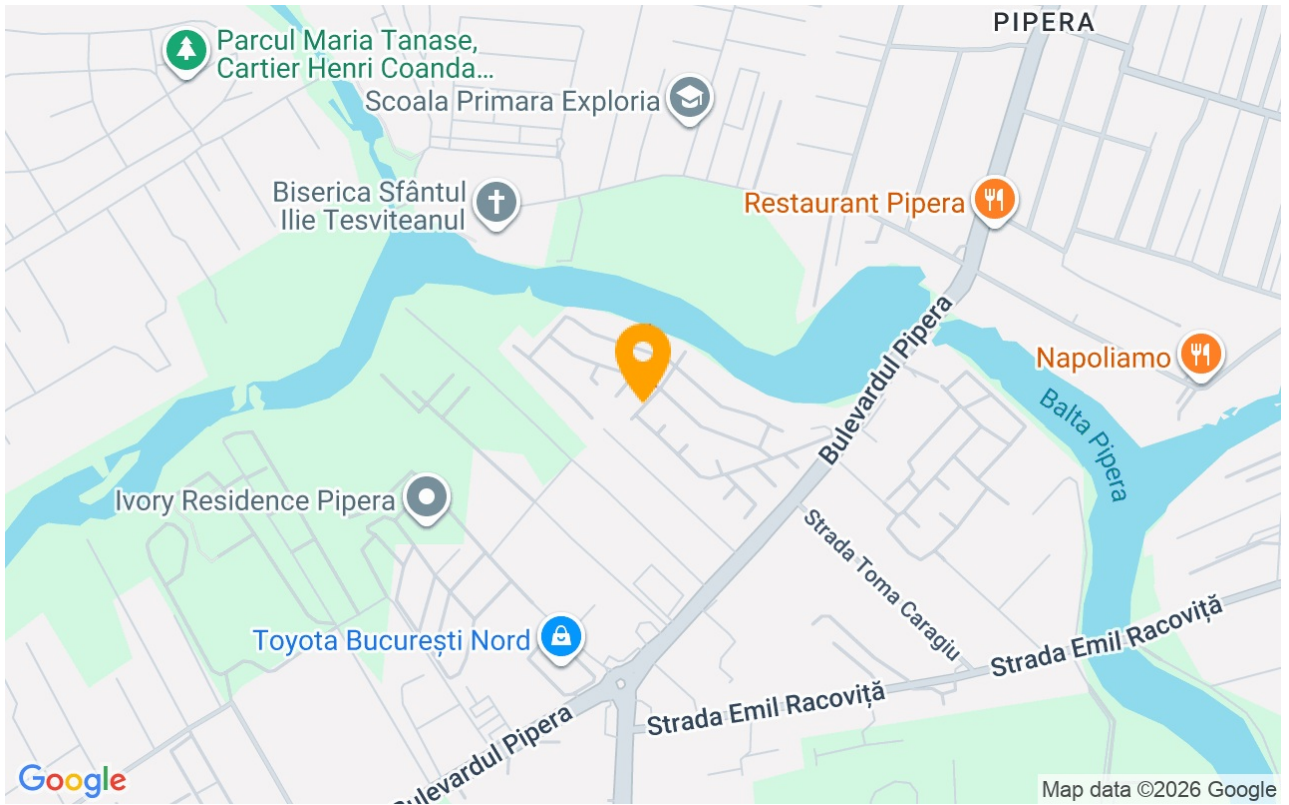 PIPERA
Parcul Maria Tanase,
Cartier Henri Coanda...
Scoala Primara Exploria
Biserica Sfântul
Ilie Tesviteanul
Restaurant Pipera
Bulevardul Pipera
Napoliamo
Balta Pipera
Ivory Residence Pipera
Strada Toma Caragiu
Toyota București Nord
Strada Emil Racoviță
Strada Emil Racoviță
Bulevardul Pipera
Google
Map data ©2026 Google